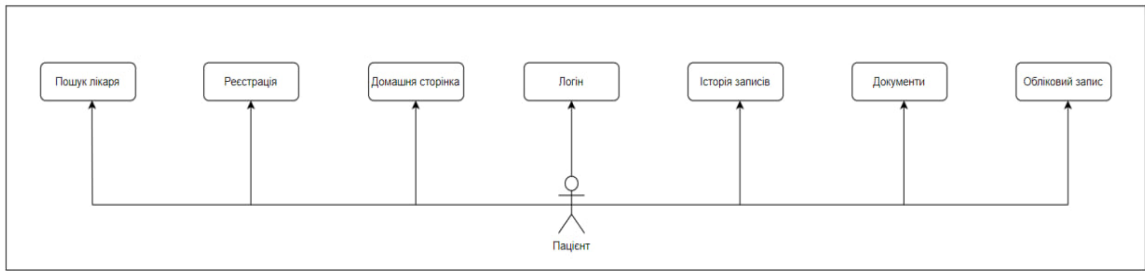 Пошук лікаря
Реєстрація
Домашня сторінка
Логін
Історія записів
Документи
Обліковий запис
Пацієнт